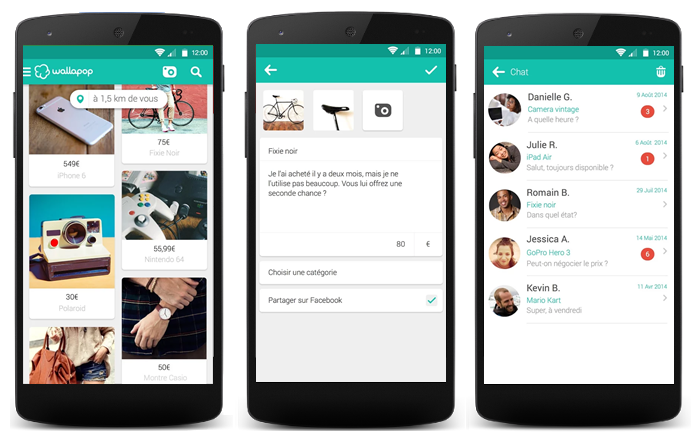 12:00
wallapop
à 1,5 km de vous
549€
iPhone 6
75€
Fixie Noir
55,99€
Nintendo 64
30€
Polaroid
50€
Montre Casio
12:00
Fixie noir
Je l'ai acheté il y a deux mois, mais je ne
l'utilise pas beaucoup. Vous lui offrez une
seconde chance ?
80 €
Choisir une catégorie
Partager sur Facebook
12:00
Chat
Danielle G. 9 Août 2014
Camera vintage 3
A quelle heure ?
Julie R. 6 Août. 2014
iPad Air 1
Salut, toujours disponible ?
Romain B. 29 Juil 2014
Fixie noir
Dans quel état?
Jessica A. 14 Mai 2014
GoPro Hero 3 6
Peut-on négocier le prix ?
Kevin B. 11 Avr 2014
Mario Kart
Super, à vendredi